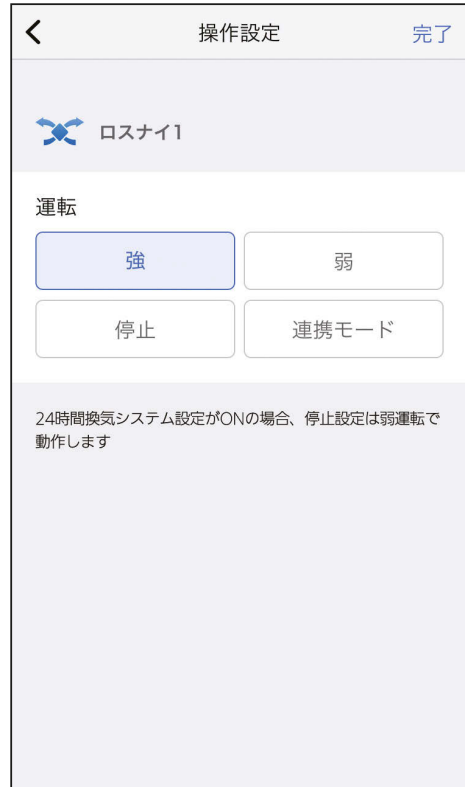 操作設定
完了
ロスナイ1
運転
強
弱
停止
連携モード
24時間換気システム設定がONの場合、停止設定は弱運転で
動作します